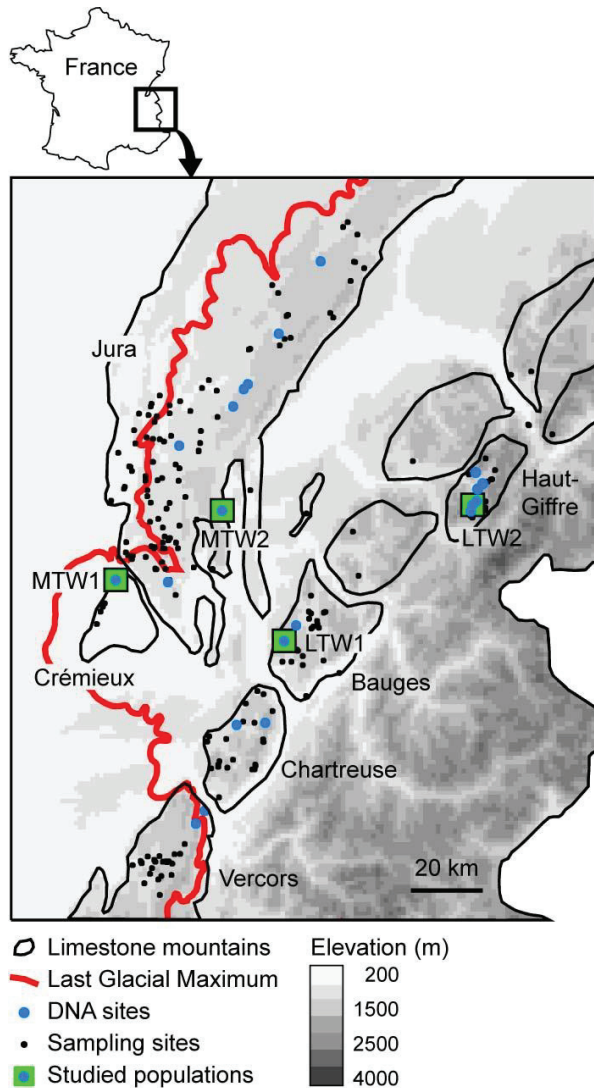 France
Jura
Haut-
Giffre
MTW2
LTW2
MTW1
LTW1
Crémieux
Bauges
Chartreuse
20 km
Vercors
Limestone mountains
Last Glacial Maximum
DNA sites
Sampling sites
Studied populations
Elevation (m)
200
1500
2500
4000